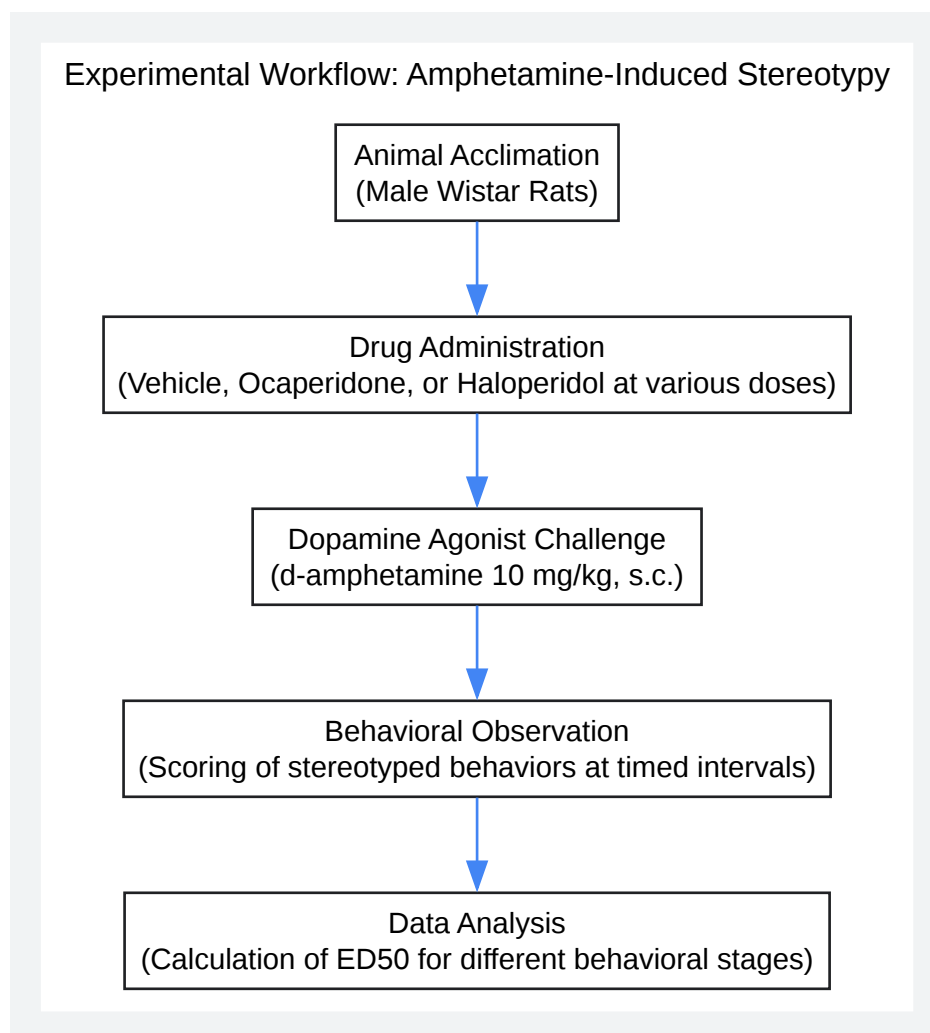 Experimental Workflow: Amphetamine-Induced Stereotypy
Animal Acclimation
(Male Wistar Rats)
Drug Administration
(Vehicle, Ocaperidone, or Haloperidol at various doses)
Dopamine Agonist Challenge
(d-amphetamine 10 mg/kg, s.c.)
Behavioral Observation
(Scoring of stereotyped behaviors at timed intervals)
Data Analysis
(Calculation of ED50 for different behavioral stages)